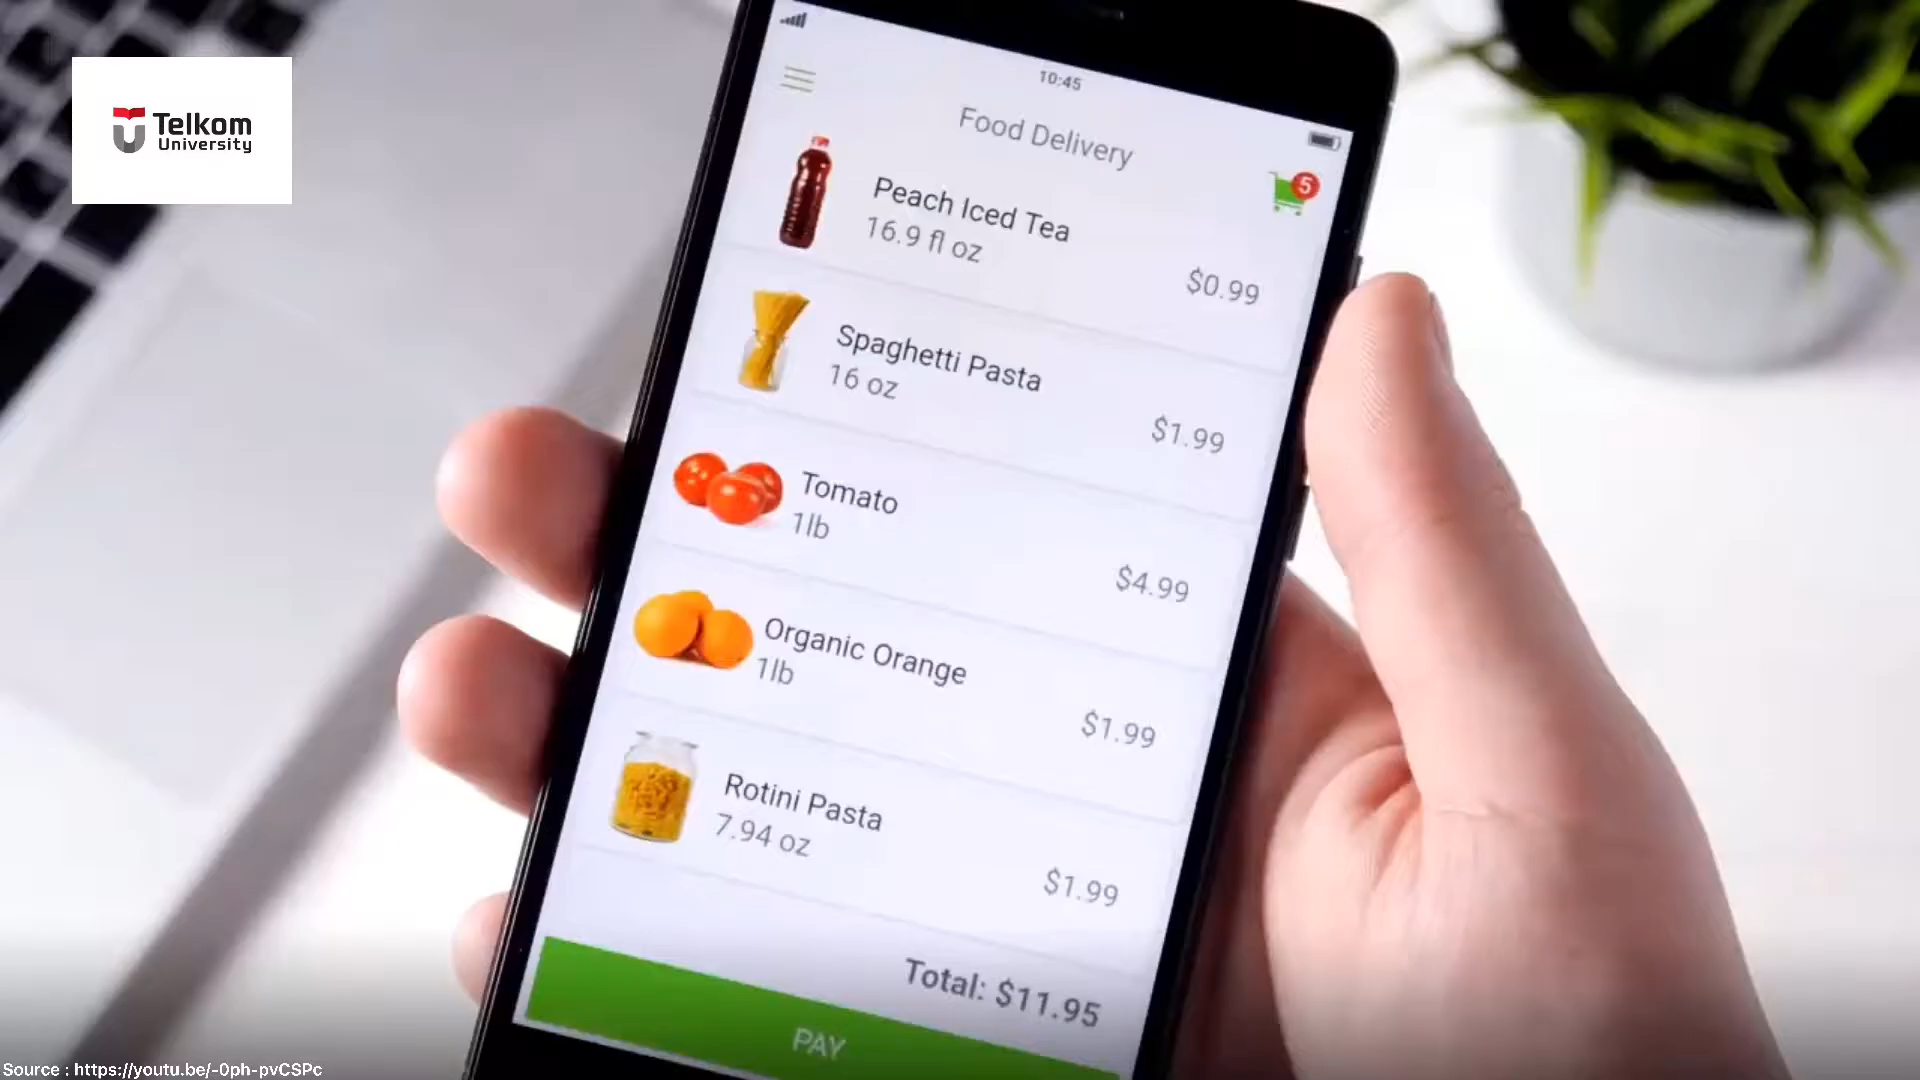 Telkom
University
10:45
Food Delivery
5
Peach Iced Tea
16.9 fl oz
$0.99
Spaghetti Pasta
16 oz
$1.99
Tomato
1lb
$4.99
Organic Orange
1lb
$1.99
Rotini Pasta
7.94 oz
$1.99
Total: $11.95
PAY
Source : https://youtu.be/-0ph-pvCSPc